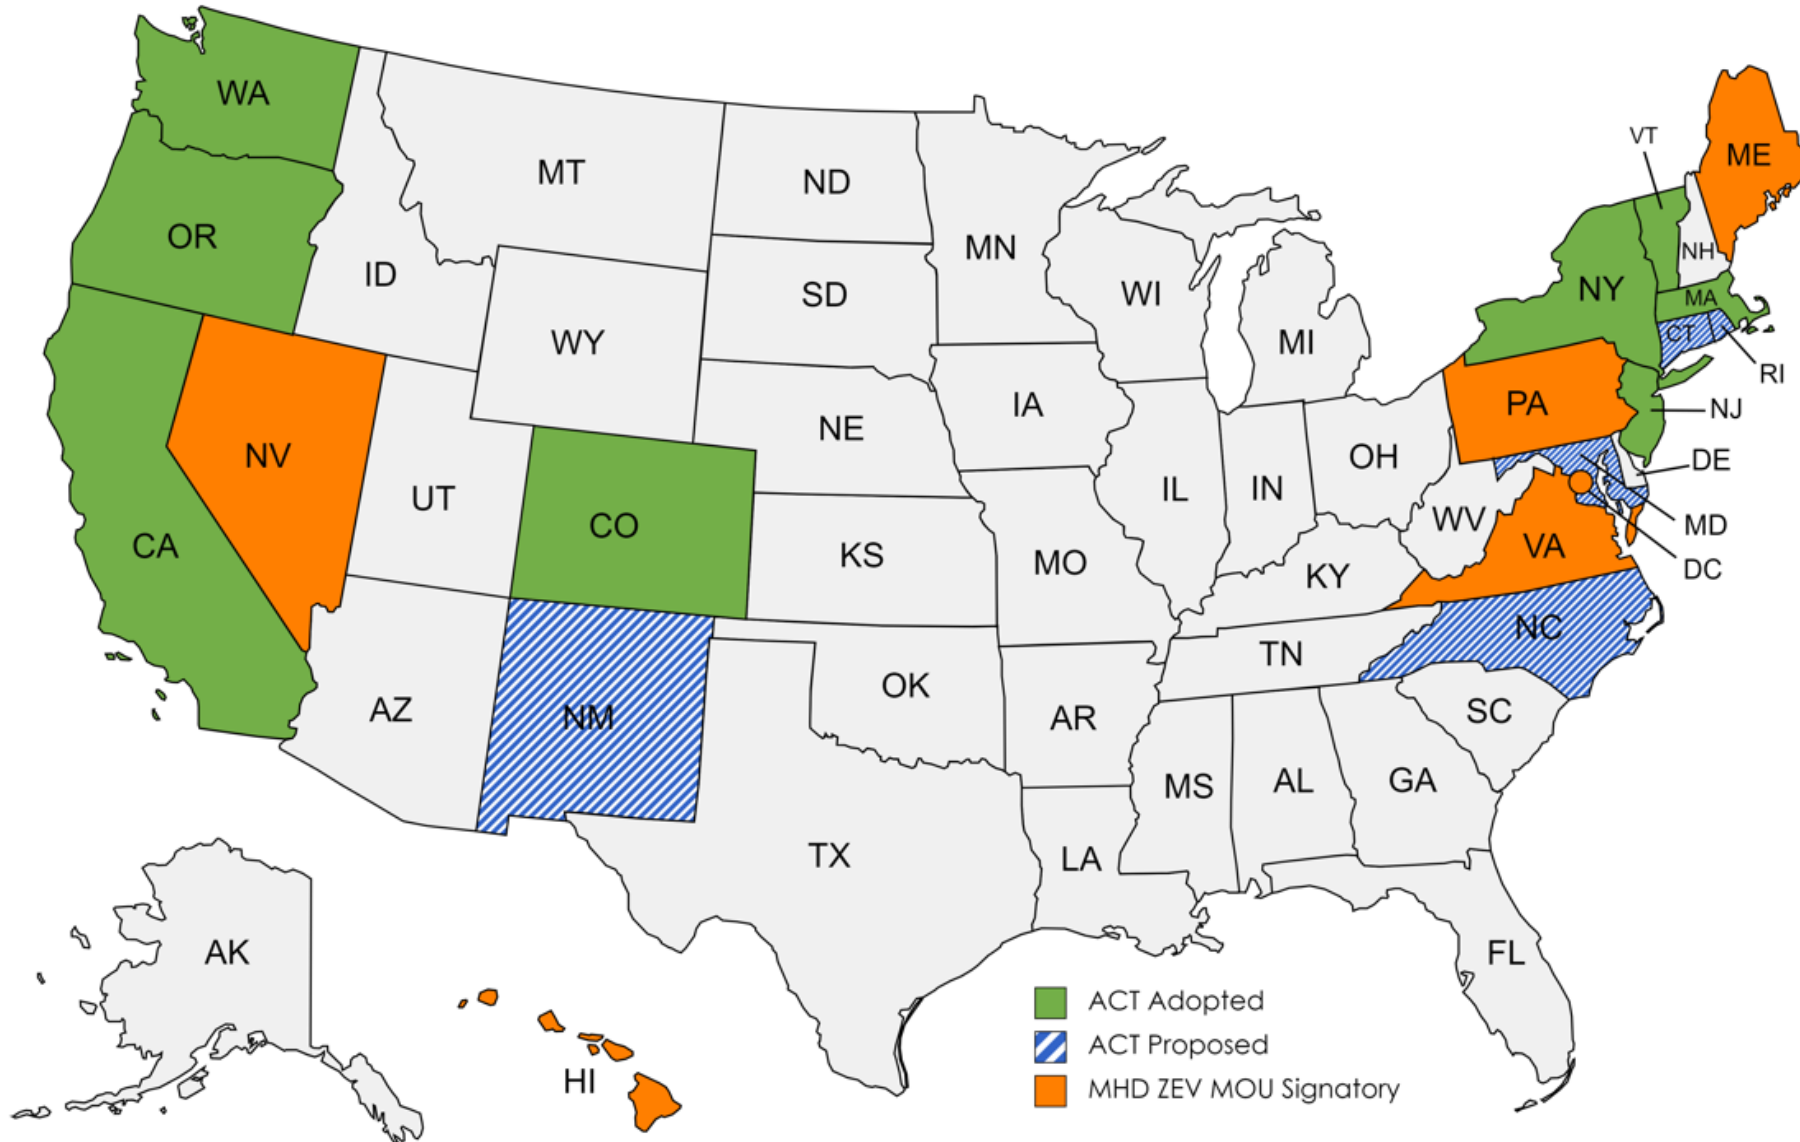 WA
MT
ND
MN
VT
ME
OR
ID
SD
WI
NH
NY
MA
WY
MI
CT
RI
IA
PA
NJ
NE
NV
UT
CO
IL
IN
OH
DE
CA
KS
MO
WV
MD
VA
DC
KY
NC
TN
AZ
NM
OK
AR
SC
MS
AL
GA
TX
LA
AK
FL
HI
ACT Adopted
ACT Proposed
MHD ZEV MOU Signatory